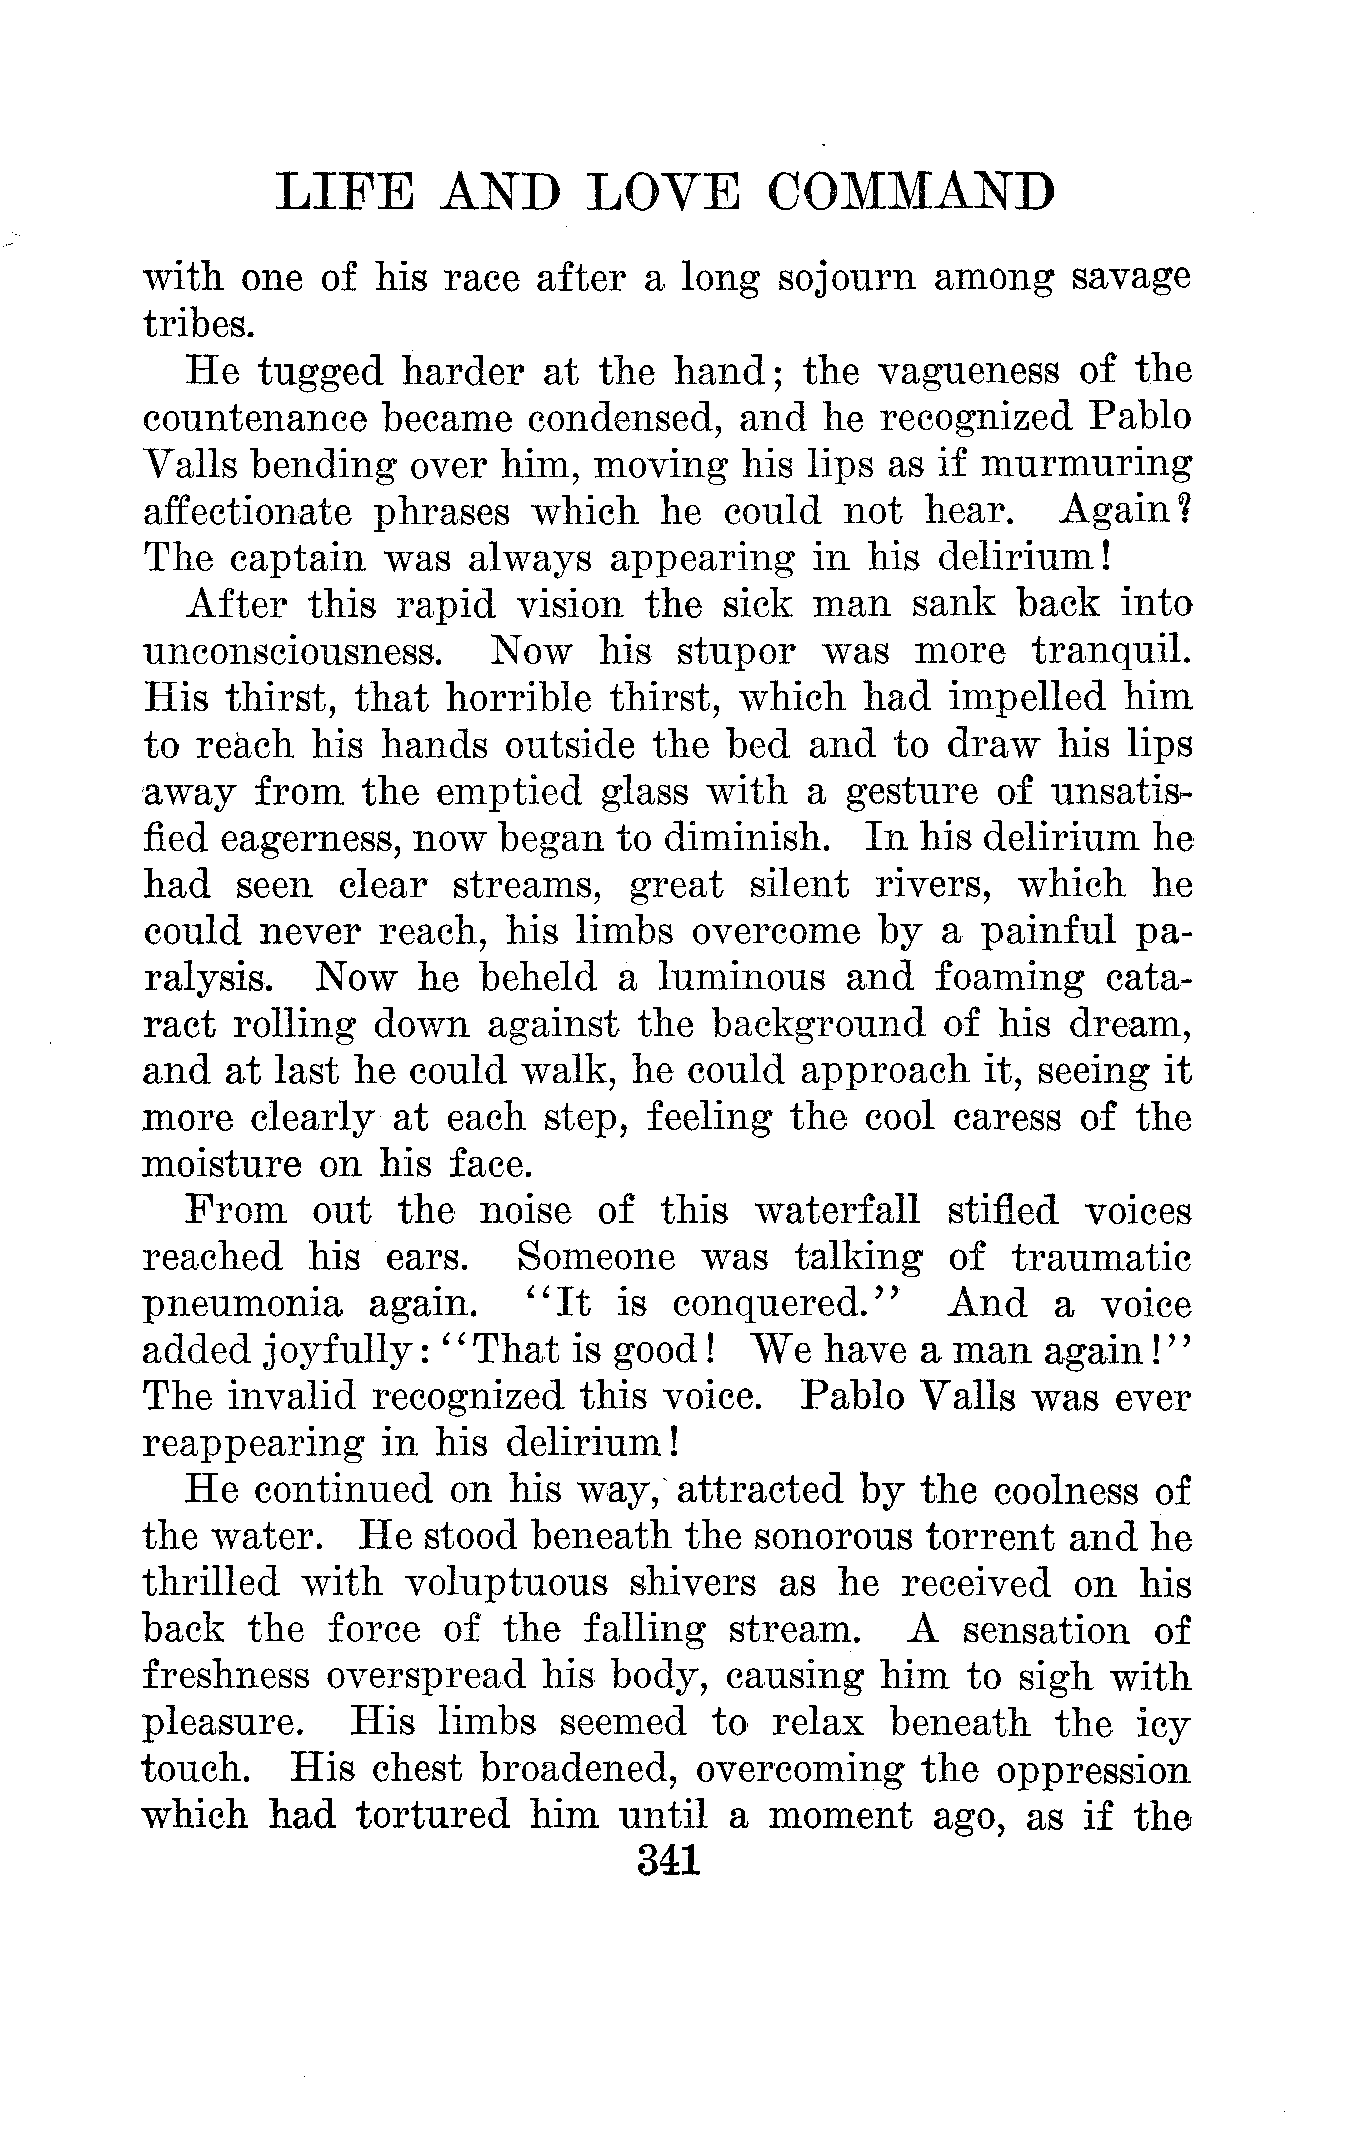 LIFE AND LOVE COMMAND
with one of his race after a long sojourn among savage
tribes.
He tugged harder at the hand; the vagueness of the
countenance became condensed, and he recognized Pablo
Valls bending over him, moving his lips as if murmuring
affectionate phrases which he could not hear. Again?
The captain was always appearing in his delirium!
After this rapid vision the sick man sank back into
unconsciousness. Now his stupor was more tranquil.
His thirst, that horrible thirst, which had impelled him
to reach his hands outside the bed and to draw his lips
away from the emptied glass with a gesture of unsatis-
fied eagerness, now began to diminish. In his delirium he
had seen clear streams, great silent rivers, which he
could never reach, his limbs overcome by a painful pa-
ralysis. Now he beheld a luminous and foaming cata-
ract rolling down against the background of his dream,
and at last he could walk, he could approach it, seeing it
more clearly at each step, feeling the cool caress of the
moisture on his face.
From out the noise of this waterfall stifled voices
reached his ears. Someone was talking of traumatic
pneumonia again. "It is conquered." And a voice
added joyfully: "That is good! We have a man again!"
The invalid recognized this voice. Pablo Valls was ever
reappearing in his delirium!
He continued on his way, attracted by the coolness of
the water. He stood beneath the sonorous torrent and he
thrilled with voluptuous shivers as he received on his
back the force of the falling stream. A sensation of
freshness overspread his body, causing him to sigh with
pleasure. His limbs seemed to relax beneath the icy
touch. His chest broadened, overcoming the oppression
which had tortured him until a moment ago, as if the
341